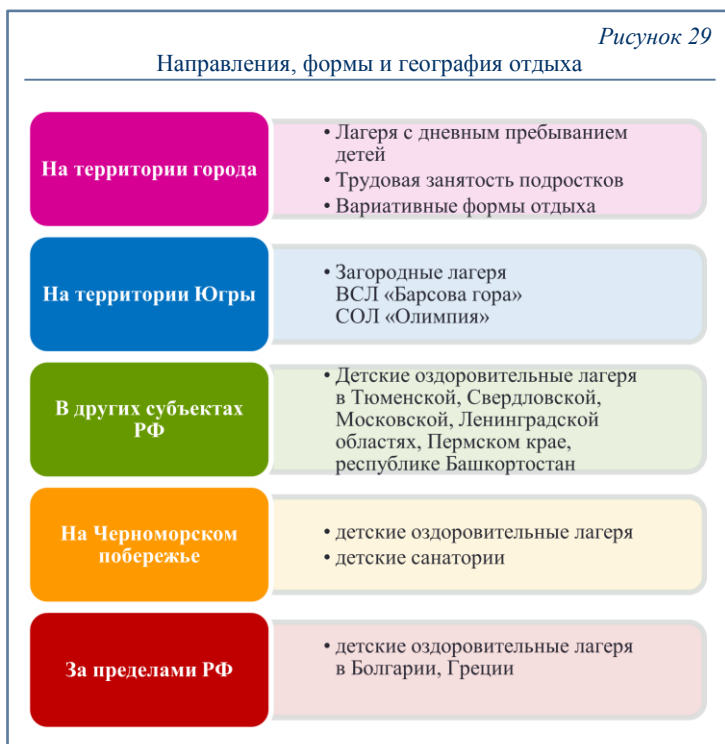 Рисунок 29
Направления, формы и география отдыха
На территории города
• Лагеря с дневным пребыванием
детей
• Трудовая занятость подростков
• Вариативные формы отдыха
На территории Югры
• Загородные лагеря
ВСЛ «Барсова гора»
СОЛ «Олимпия»
В других субъектах
РФ
• Детские оздоровительные лагеря
в Тюменской, Свердловской,
Московской, Ленинградской
областях, Пермском крае,
республике Башкортостан
На Черноморском
побережье
• детские оздоровительные лагеря
• детские санатории
За пределами РФ
• детские оздоровительные лагеря
в Болгарии, Греции